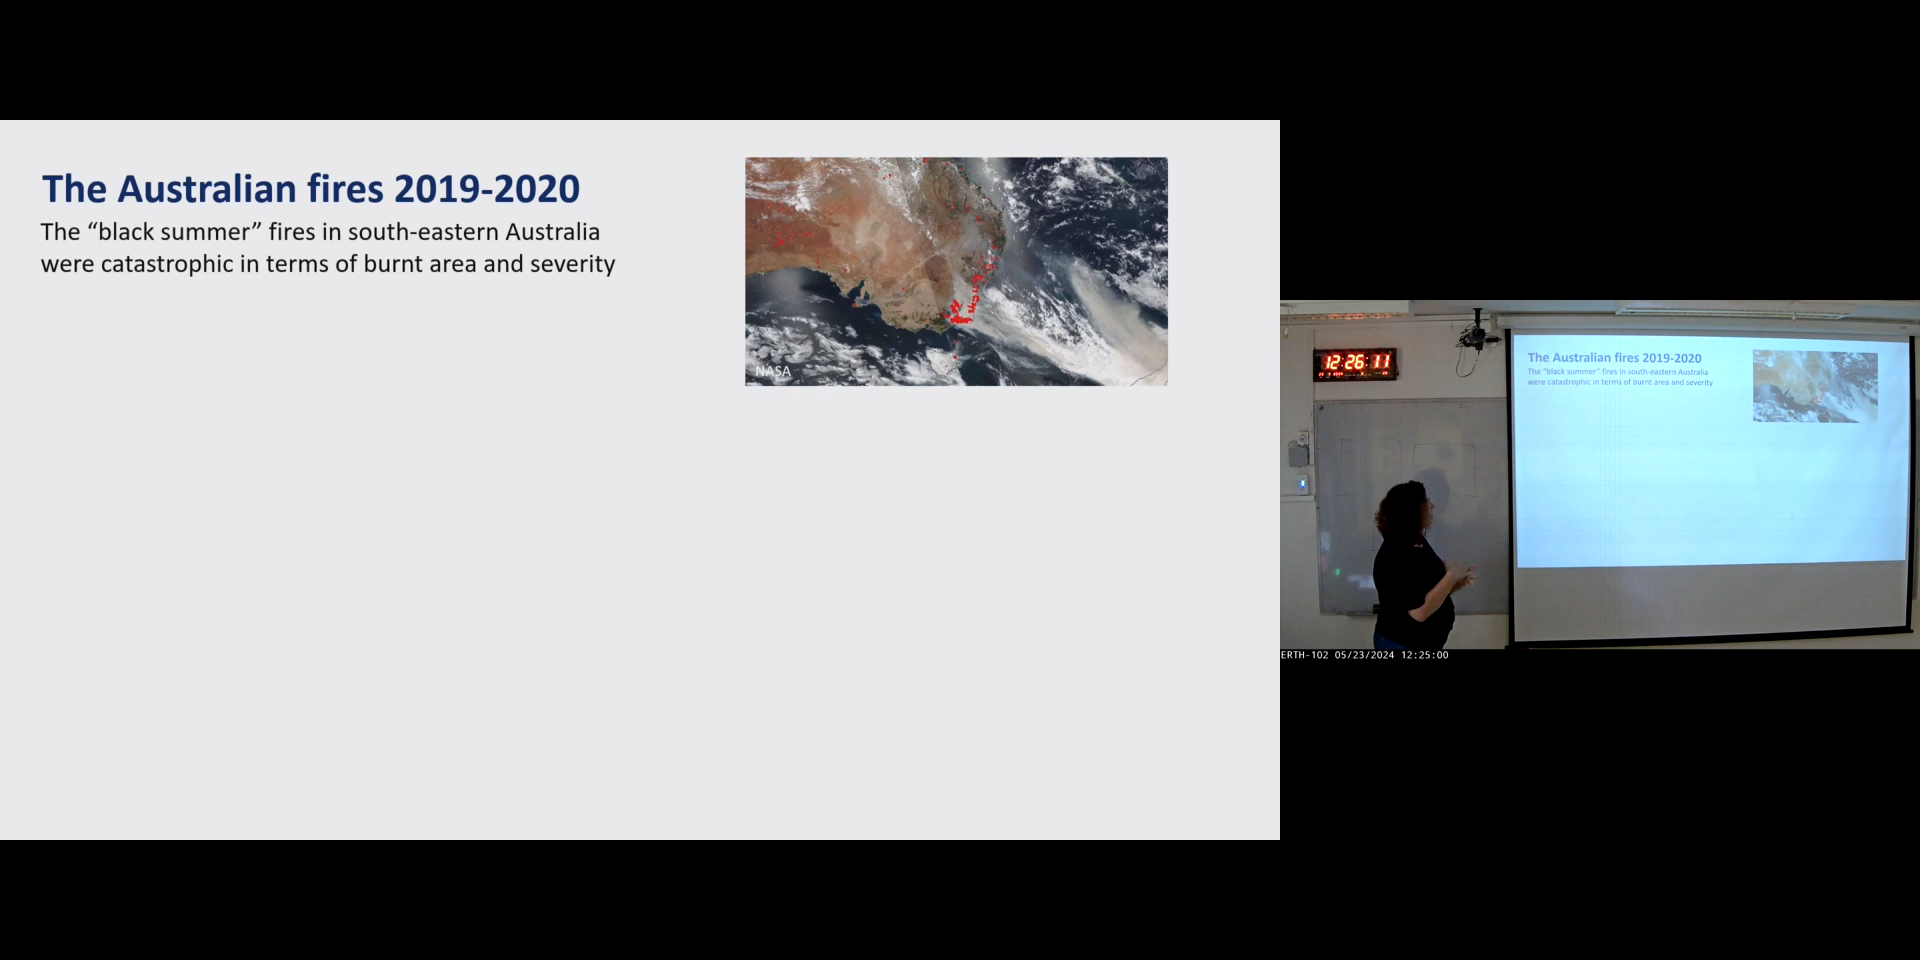 The Australian fires 2019-2020
The “black summer” fires in south-eastern Australia
were catastrophic in terms of burnt area and severity
NASA
12:26:11
The Australian fires 2019-2020
The “black summer” fires in south-eastern Australia
were catastrophic in terms of burnt area and severity
ERTH-102 05/23/2024 12:25:00